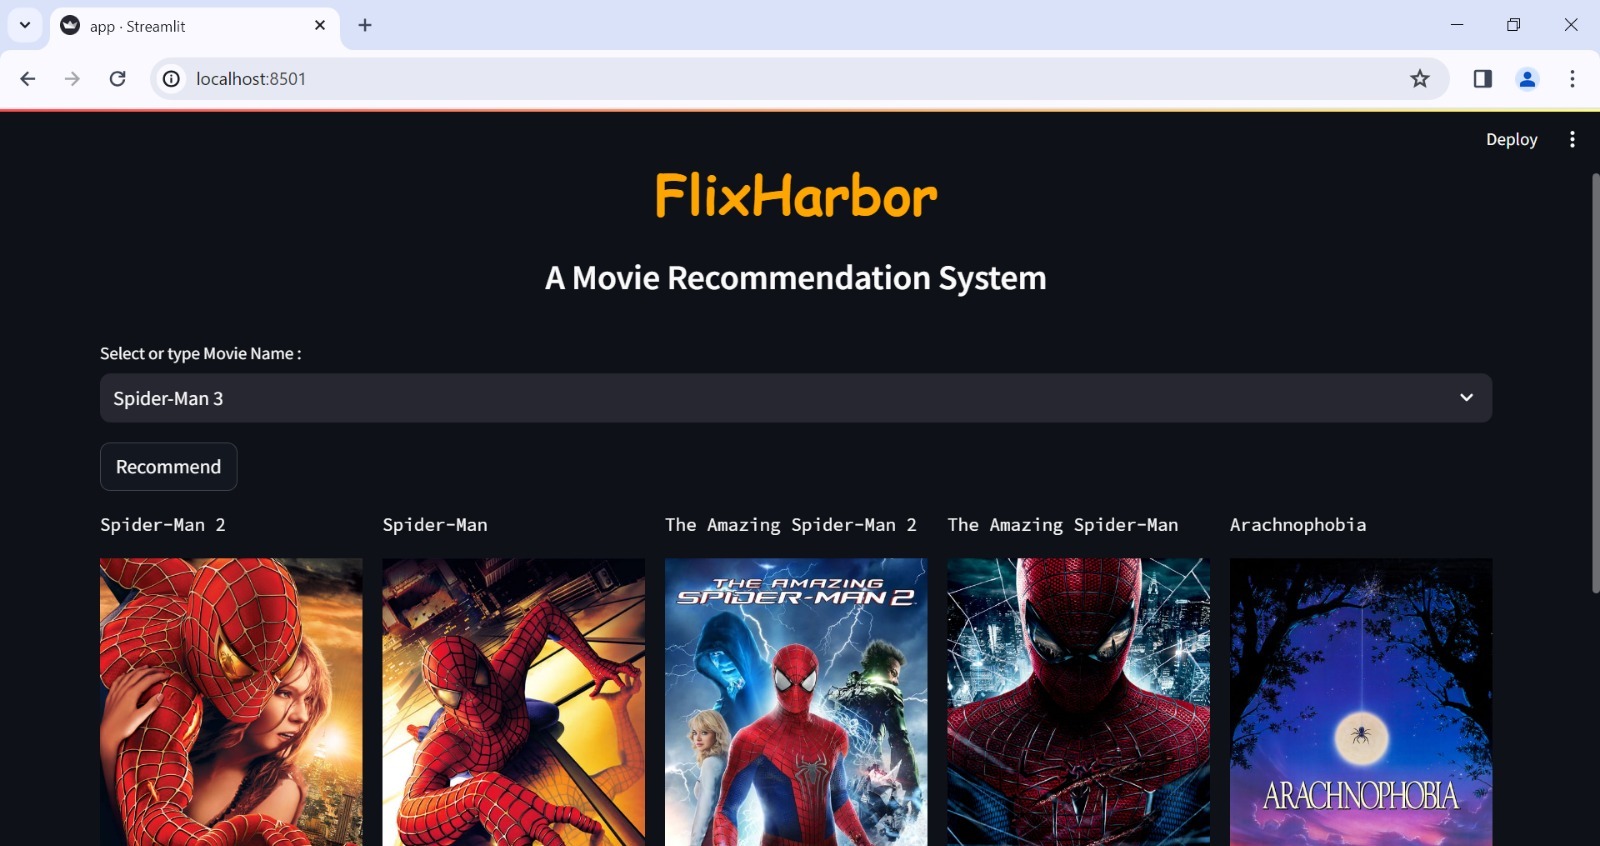 app · Streamlit
localhost:8501
Deploy
FlixHarbor
A Movie Recommendation System
Select or type Movie Name :
Spider-Man 3
Recommend
Spider-Man 2
Spider-Man
The Amazing Spider-Man 2
The Amazing Spider-Man
Arachnophobia
THE AMAZING
SPIDER-MAN 2
ARACHNOPHOBIA